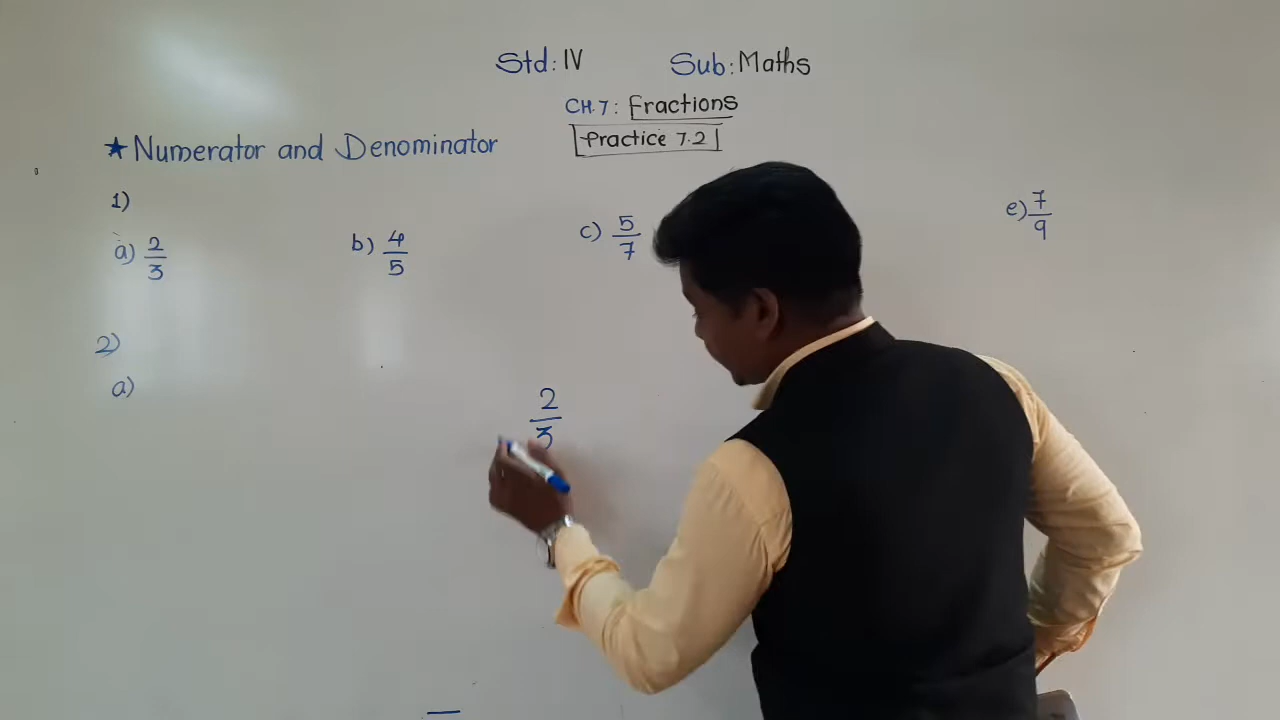 Std: IV Sub: Maths
CH.7: Fractions
Practice 7.2
★ Numerator and Denominator
1)
a) 2/3 b) 4/5 c) 5/7 e) 7/9
2)
a)
2/3